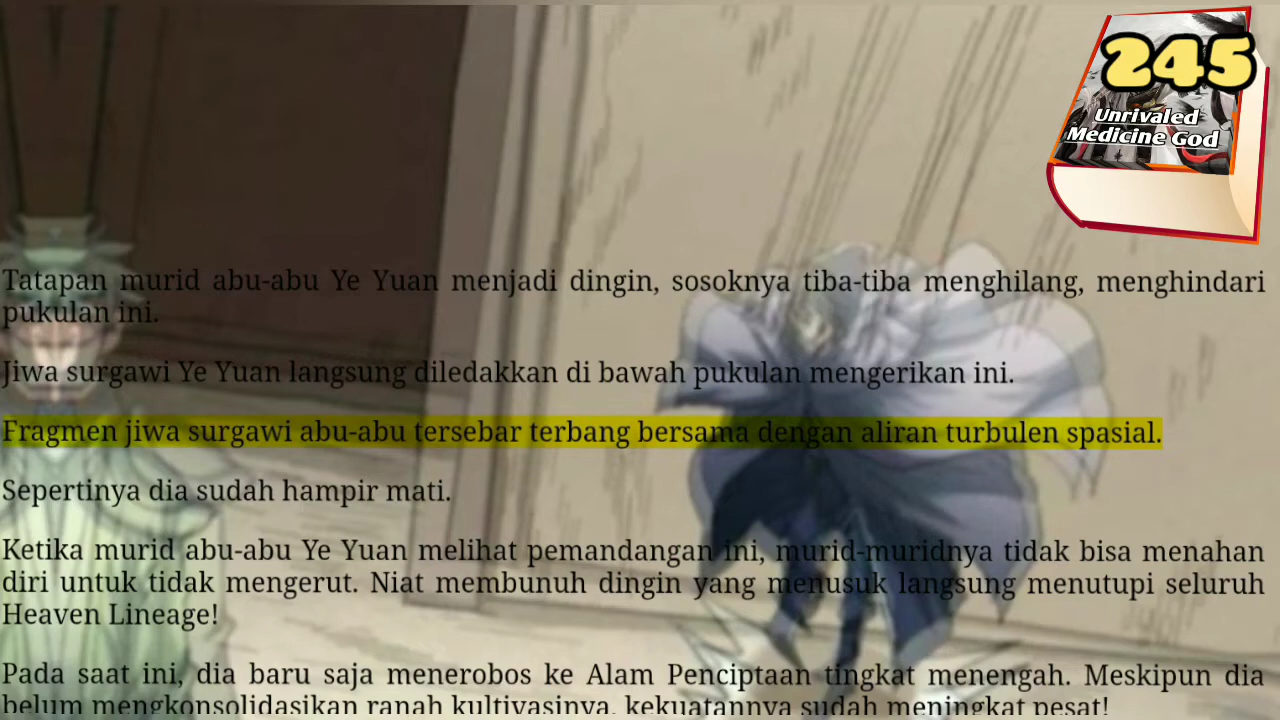 245
Unrivaled
Medicine God
Tatapan murid abu-abu Ye Yuan menjadi dingin, sosoknya tiba-tiba menghilang, menghindari
pukulan ini.
Jiwa surgawi Ye Yuan langsung diledakkan di bawah pukulan mengerikan ini.
Fragmen jiwa surgawi abu-abu tersebar terbang bersama dengan aliran turbulen spasial.
Sepertinya dia sudah hampir mati.
Ketika murid abu-abu Ye Yuan melihat pemandangan ini, murid-muridnya tidak bisa menahan
diri untuk tidak mengerut. Niat membunuh dingin yang menusuk langsung menutupi seluruh
Heaven Lineage!
Pada saat ini, dia baru saja menerobos ke Alam Penciptaan tingkat menengah. Meskipun dia
belum mengkonsolidasikan ranah kultivasinya, kekuatannya sudah meningkat pesat!